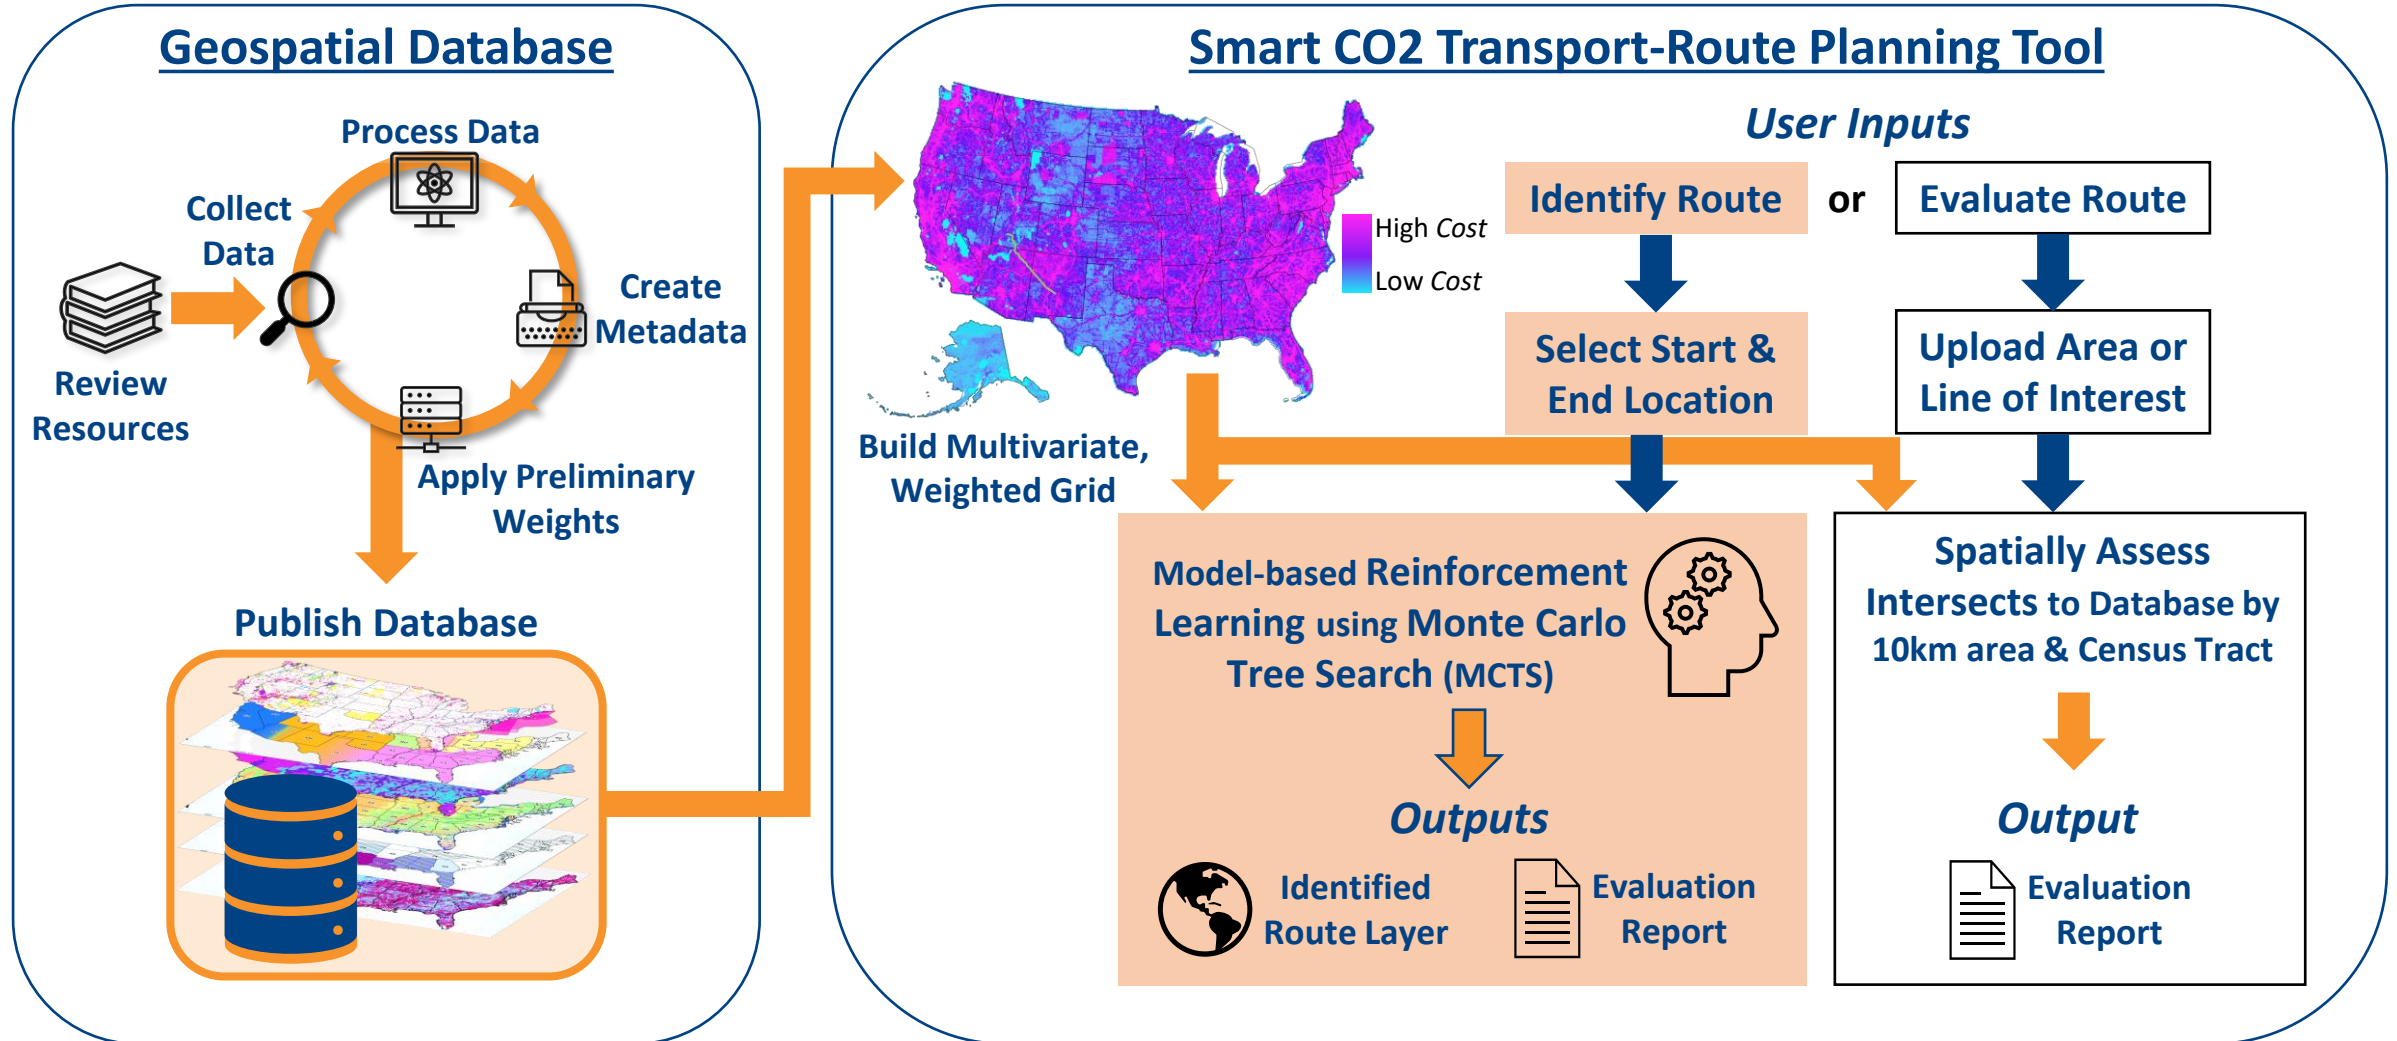 Geospatial Database
Process Data
Collect
Data
Create
Metadata
Review
Resources
Apply Preliminary
Weights
Publish Database
Smart CO2 Transport-Route Planning Tool
High Cost
Low Cost
Build Multivariate,
Weighted Grid
User Inputs
Identify Route
or
Evaluate Route
Select Start &
End Location
Upload Area or
Line of Interest
Model-based Reinforcement
Learning using Monte Carlo
Tree Search (MCTS)
Outputs
Identified
Route Layer
Evaluation
Report
Spatially Assess
Intersects to Database by
10km area & Census Tract
Output
Evaluation
Report